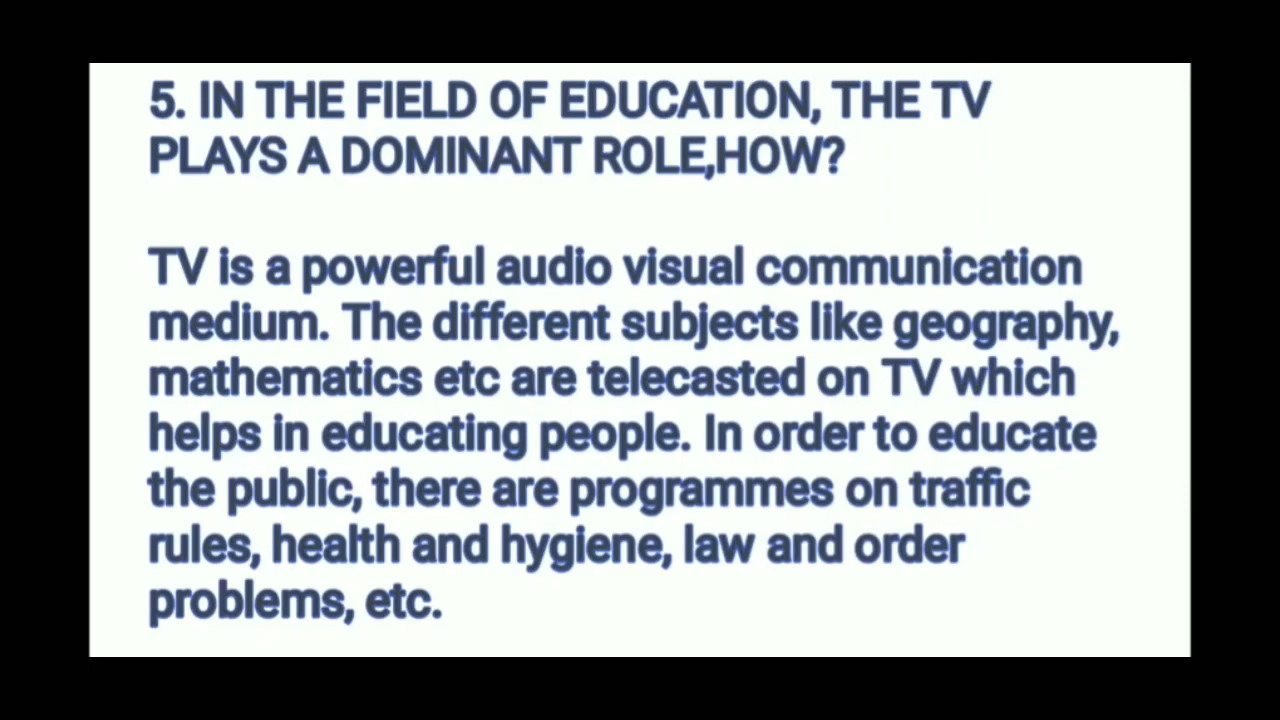 5. IN THE FIELD OF EDUCATION, THE TV
PLAYS A DOMINANT ROLE,HOW?
TV is a powerful audio visual communication
medium. The different subjects like geography,
mathematics etc are telecasted on TV which
helps in educating people. In order to educate
the public, there are programmes on traffic
rules, health and hygiene, law and order
problems, etc.